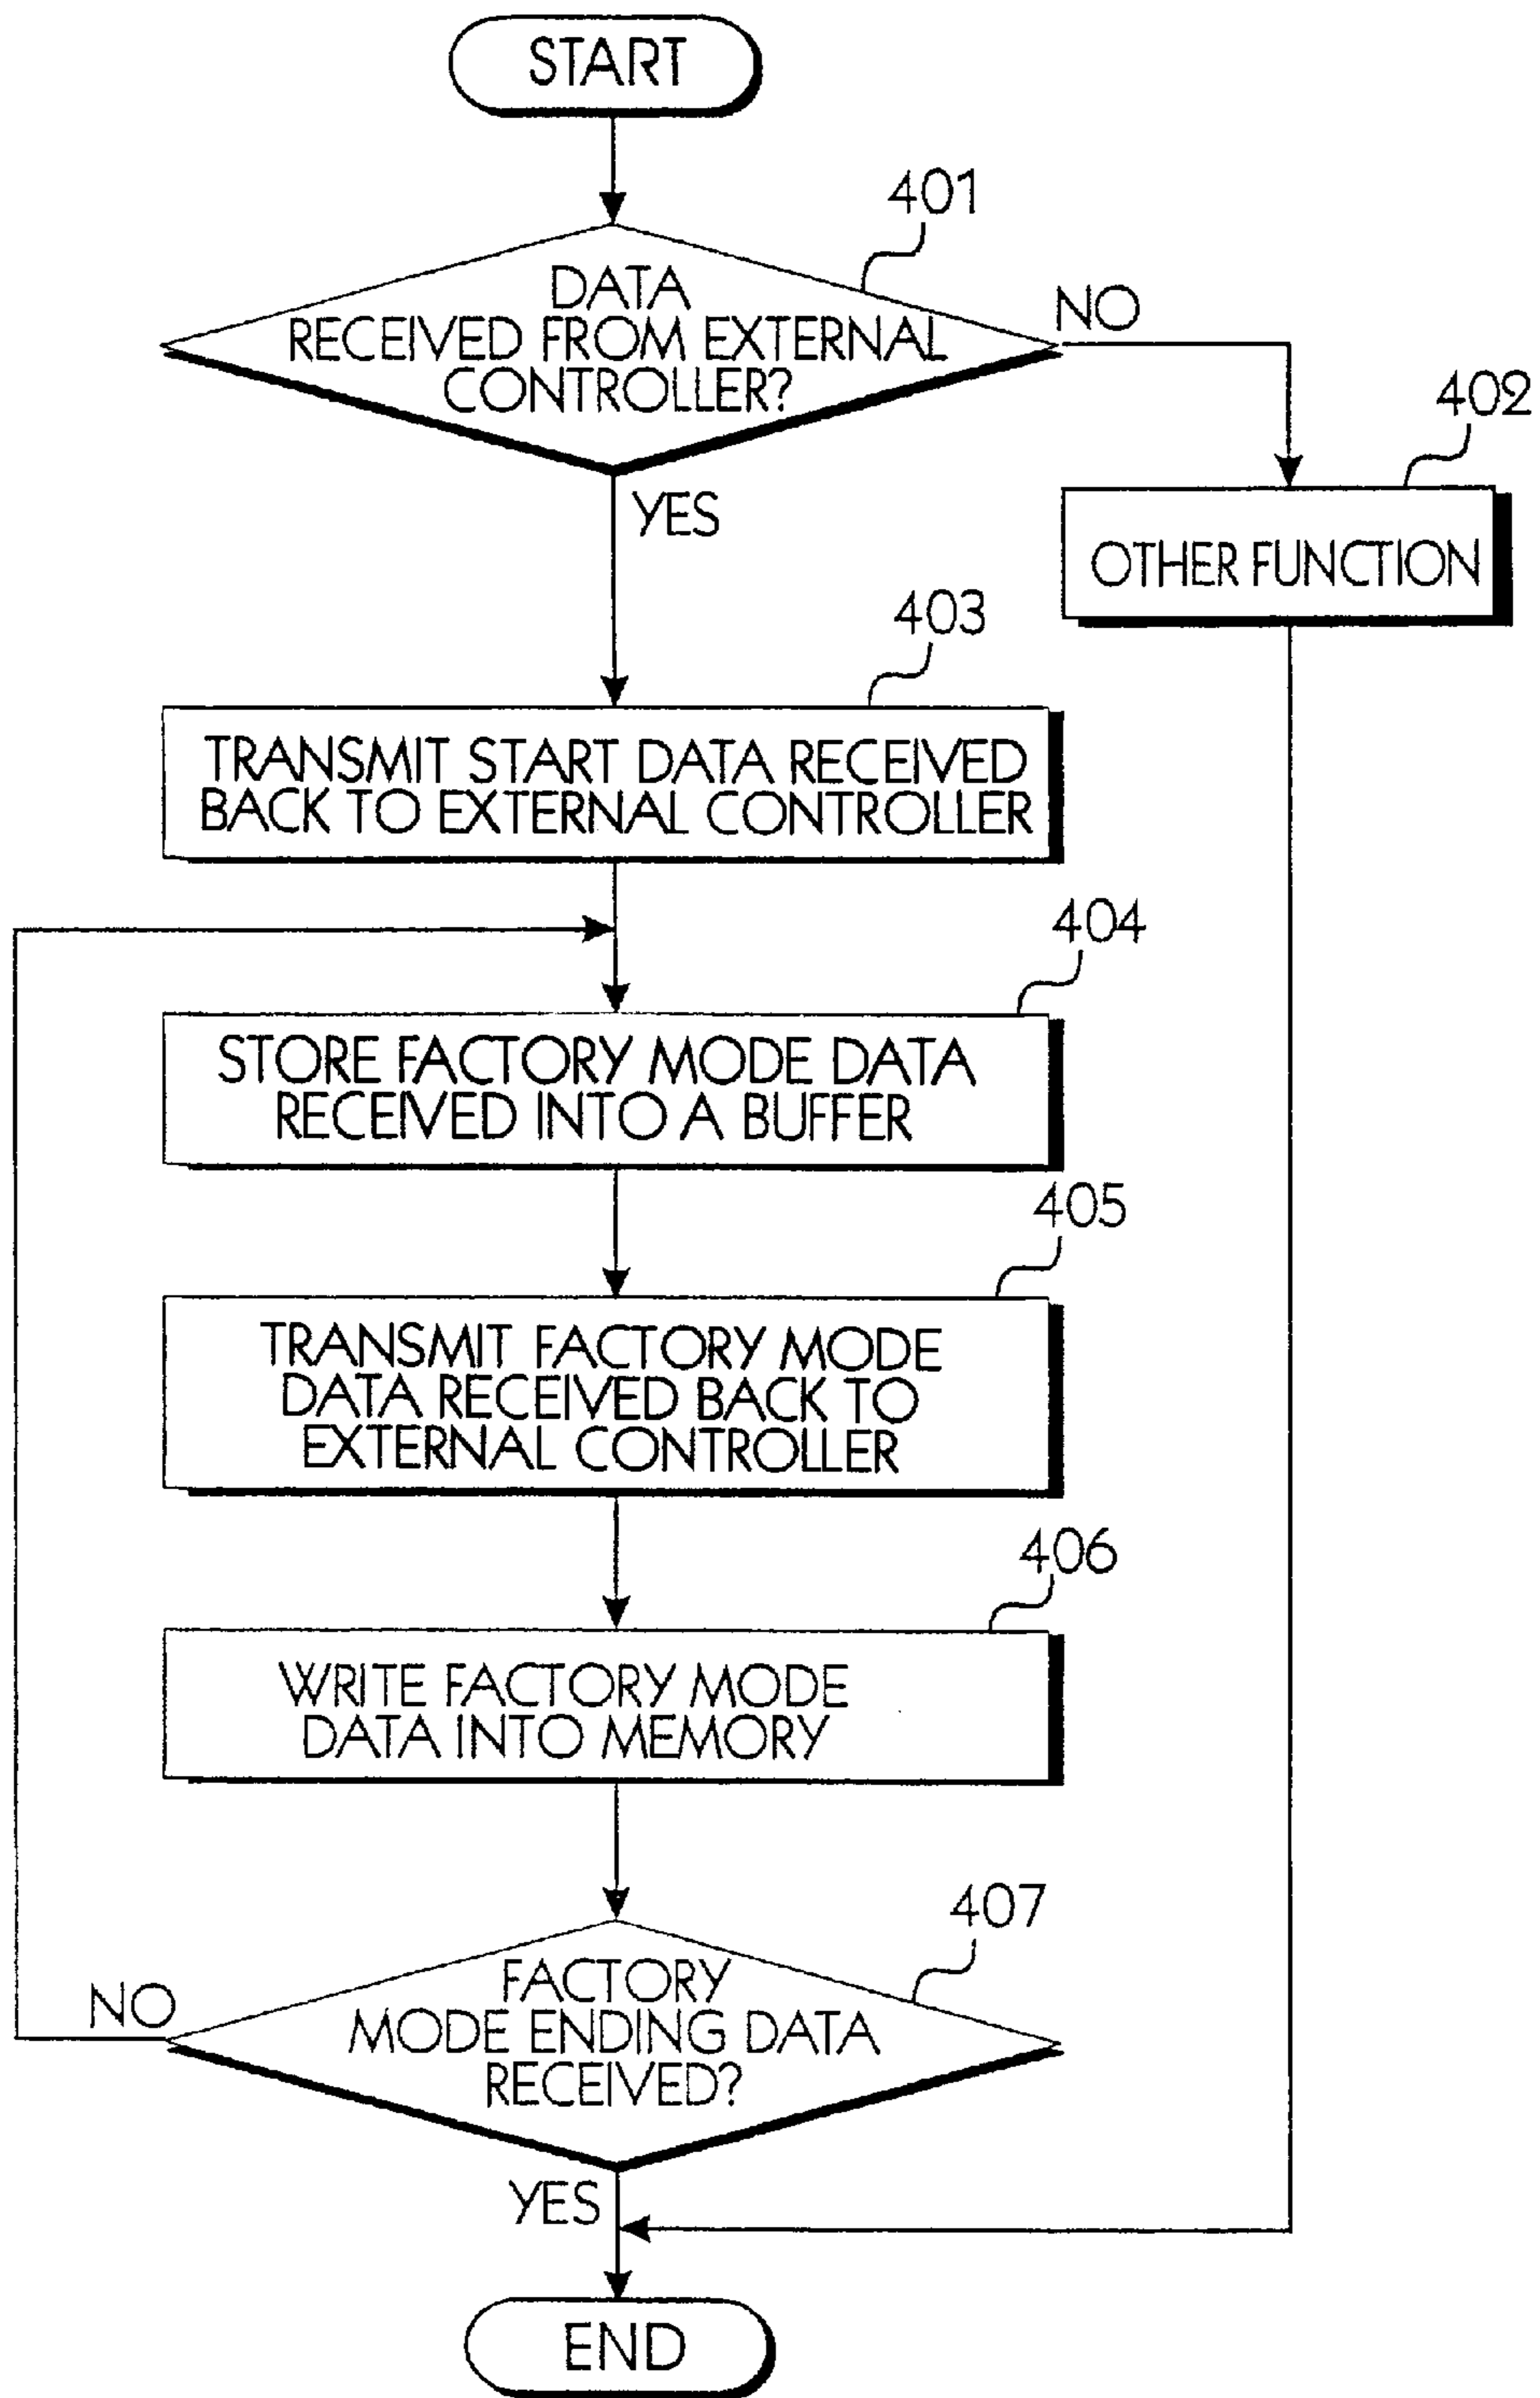 START
401
DATA
RECEIVED FROM EXTERNAL
CONTROLLER?
NO
402
YES
OTHER FUNCTION
403
TRANSMIT START DATA RECEIVED
BACK TO EXTERNAL CONTROLLER
404
STORE FACTORY MODE DATA
RECEIVED INTO A BUFFER
405
TRANSMIT FACTORY MODE
DATA RECEIVED BACK TO
EXTERNAL CONTROLLER
406
WRITE FACTORY MODE
DATA INTO MEMORY
407
FACTORY
MODE ENDING DATA
RECEIVED?
NO
YES
END